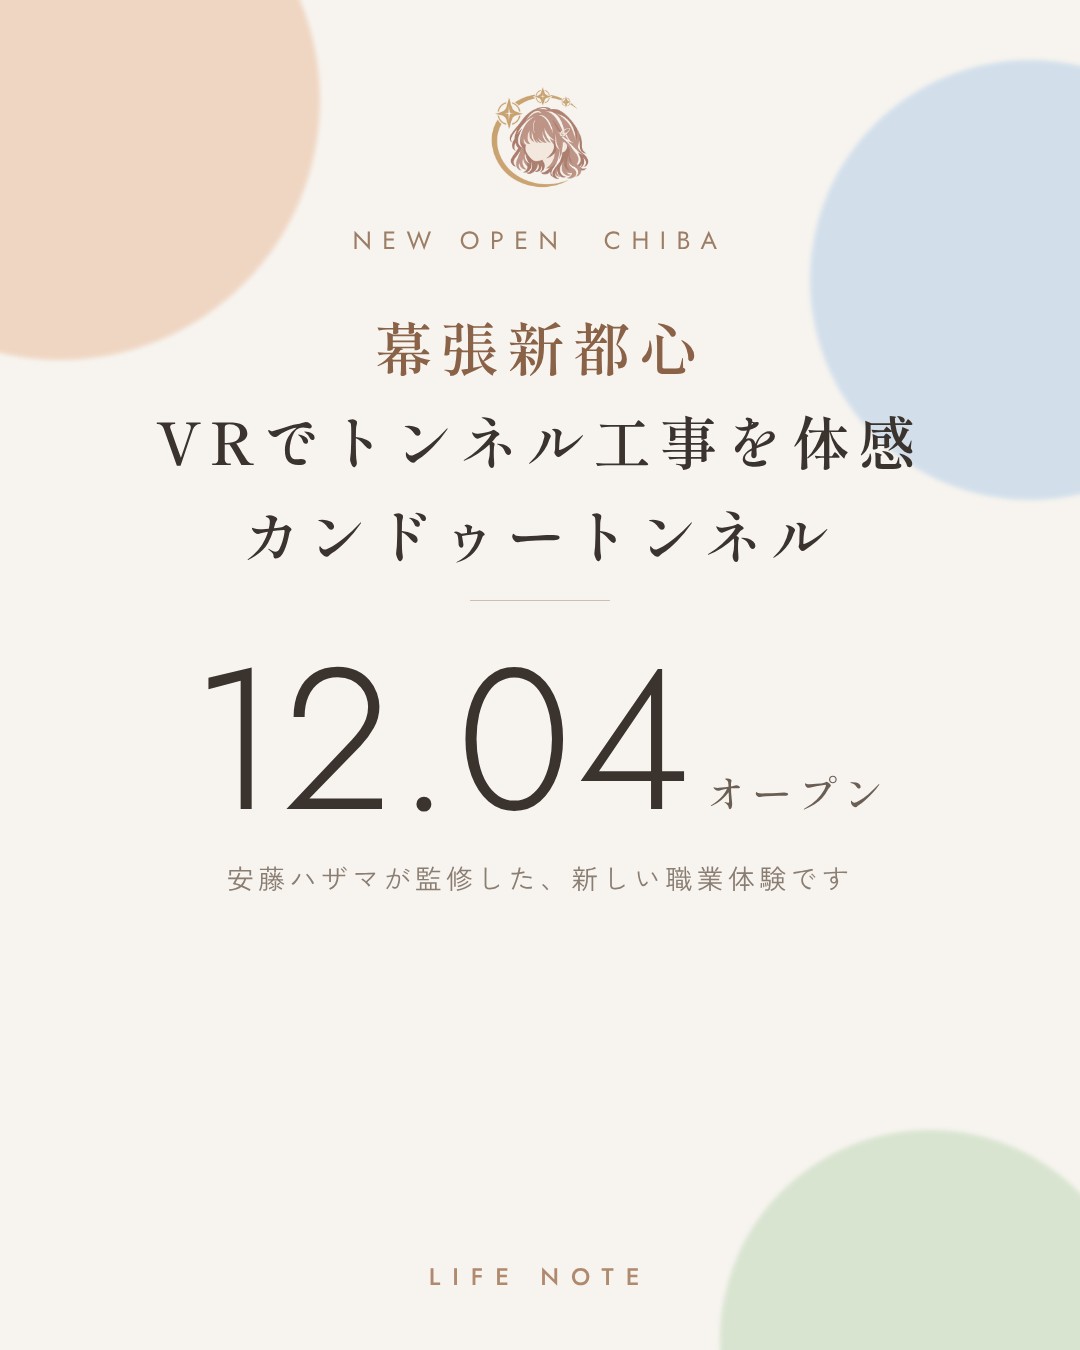 NEW OPEN CHIBA
幕張新都心
VRでトンネル工事を体感
カンドゥートンネル
12.04 オープン
安藤ハザマが監修した、新しい職業体験です
LIFE NOTE